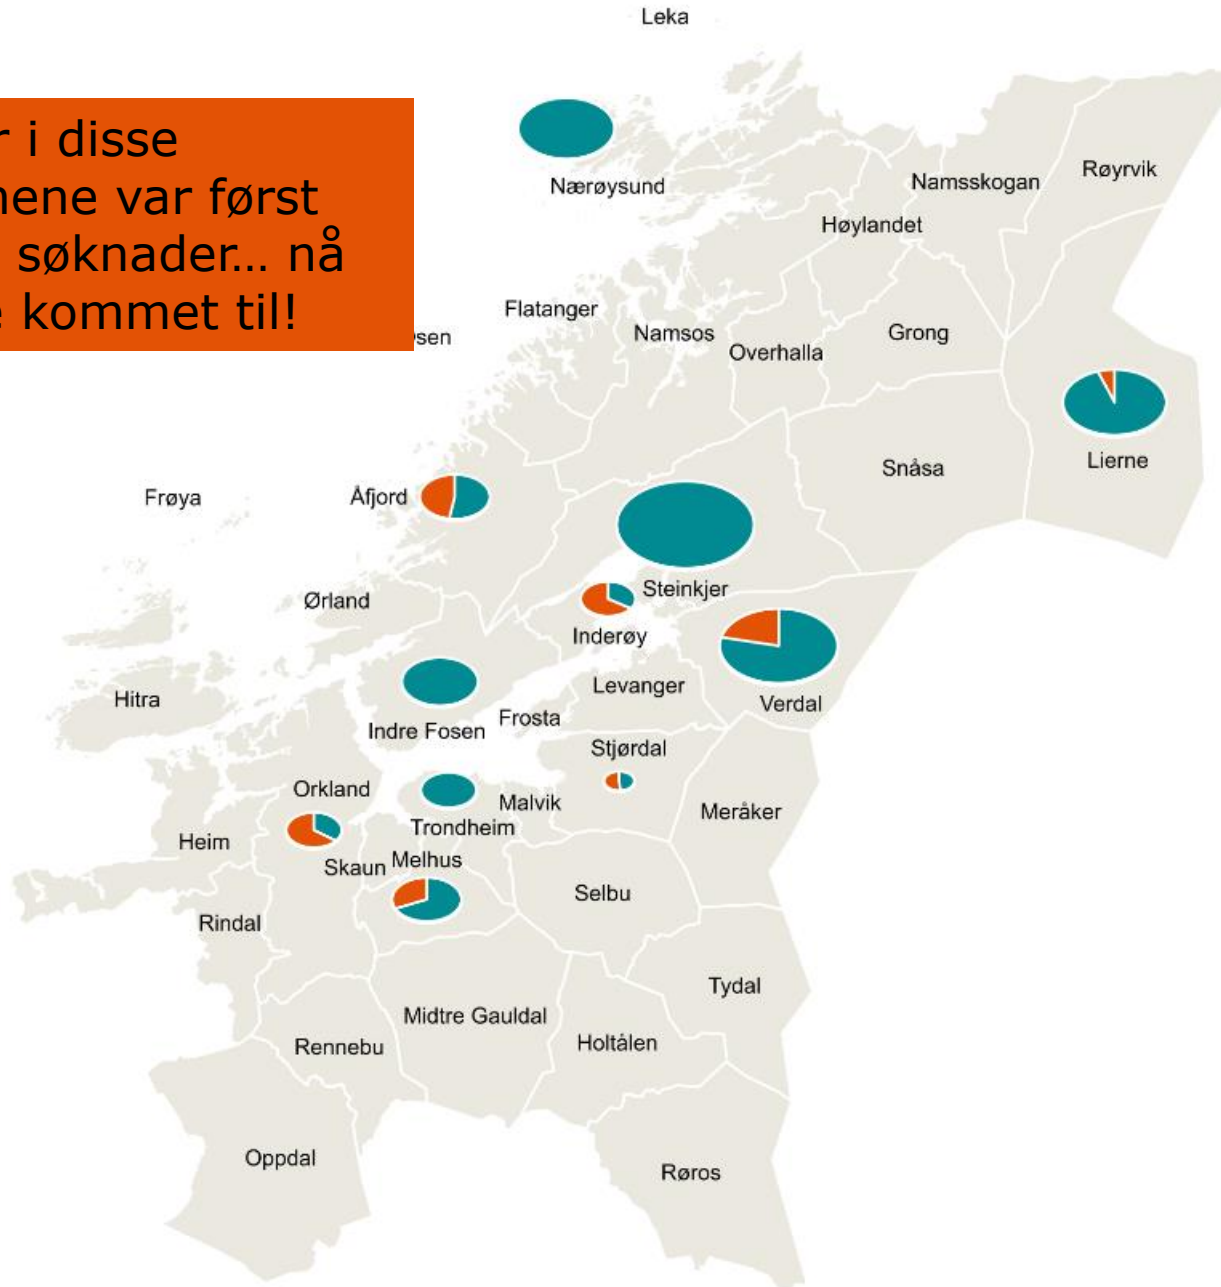 Leka
r i disse
nene var først
søknader... nå
kommet til!
Nærøysund
Namsskogan
Røyrvik
Høylandet
Flatanger
Namsos
Overhalla
Grong
sen
Lierne
Snåsa
Frøya
Åfjord
Steinkjer
Ørland
Inderøy
Levanger
Verdal
Hitra
Indre Fosen
Frosta
Stjørdal
Orkland
Malvik
Meråker
Trondheim
Heim
Skaun
Melhus
Selbu
Rindal
Tydal
Midtre Gauldal
Holtålen
Rennebu
Oppdal
Røros